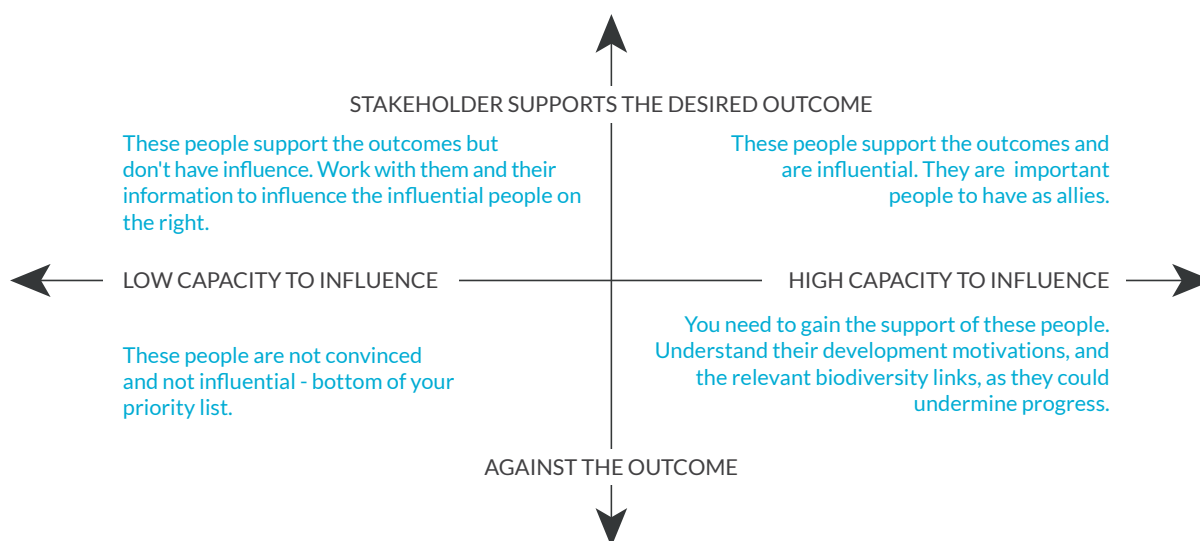 STAKEHOLDER SUPPORTS THE DESIRED OUTCOME
These people support the outcomes but
don't have influence. Work with them and their
information to influence the influential people on
the right.
These people support the outcomes and
are influential. They are important
people to have as allies.
LOW CAPACITY TO INFLUENCE
HIGH CAPACITY TO INFLUENCE
These people are not convinced
and not influential - bottom of your
priority list.
You need to gain the support of these people.
Understand their development motivations, and
the relevant biodiversity links, as they could
undermine progress.
AGAINST THE OUTCOME